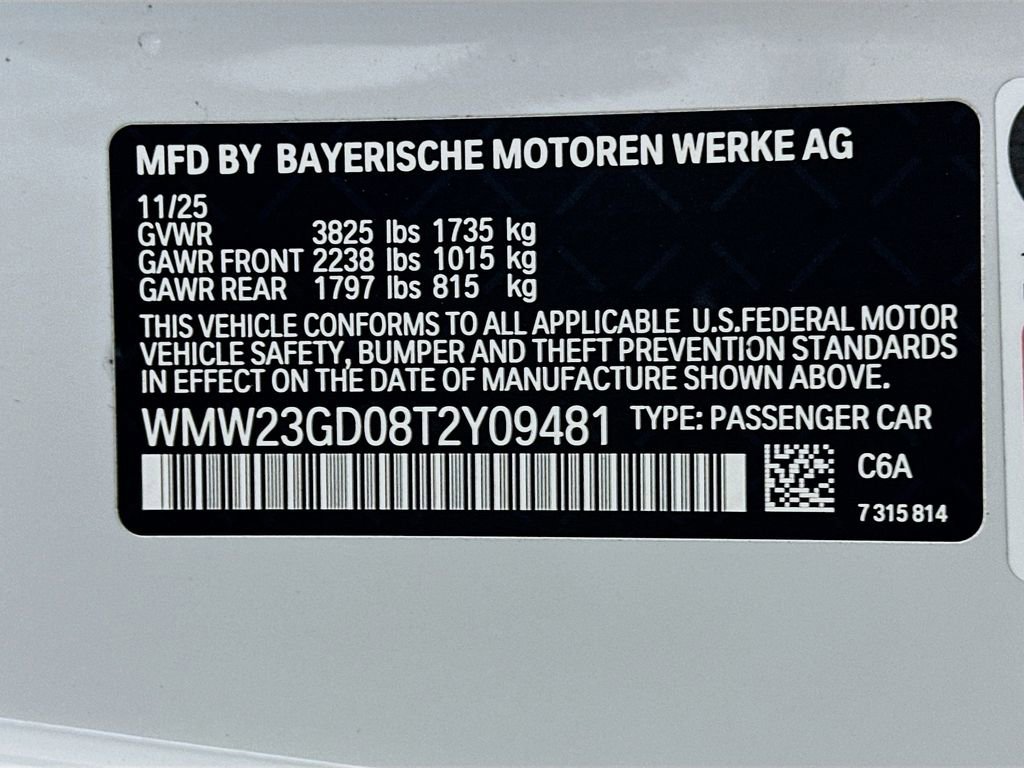 MFD BY BAYERISCHE MOTOREN WERKE AG
11/25
GVWR 3825 lbs 1735 kg
GAWR FRONT 2238 lbs 1015 kg
GAWR REAR 1797 lbs 815 kg
THIS VEHICLE CONFORMS TO ALL APPLICABLE U.S.FEDERAL MOTOR
VEHICLE SAFETY, BUMPER AND THEFT PREVENTION STANDARDS
IN EFFECT ON THE DATE OF MANUFACTURE SHOWN ABOVE.
WMW23GD08T2Y09481 TYPE: PASSENGER CAR
C6A
7 315 814